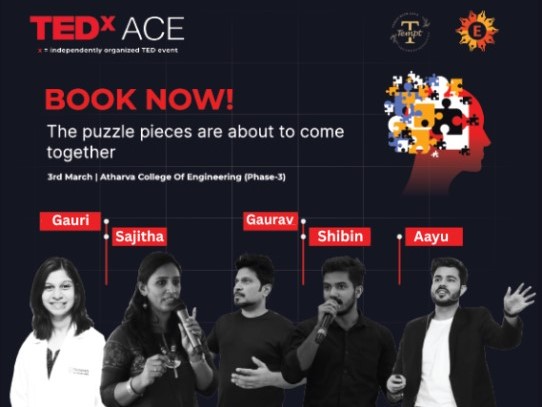 TEDx ACE
x = independently organized TED event
T
Tempt
E
BOOK NOW!
The puzzle pieces are about to come
together
3rd March | Atharva College Of Engineering (Phase-3)
Gauri
Gaurav
Sajitha
Shibin
Aayu